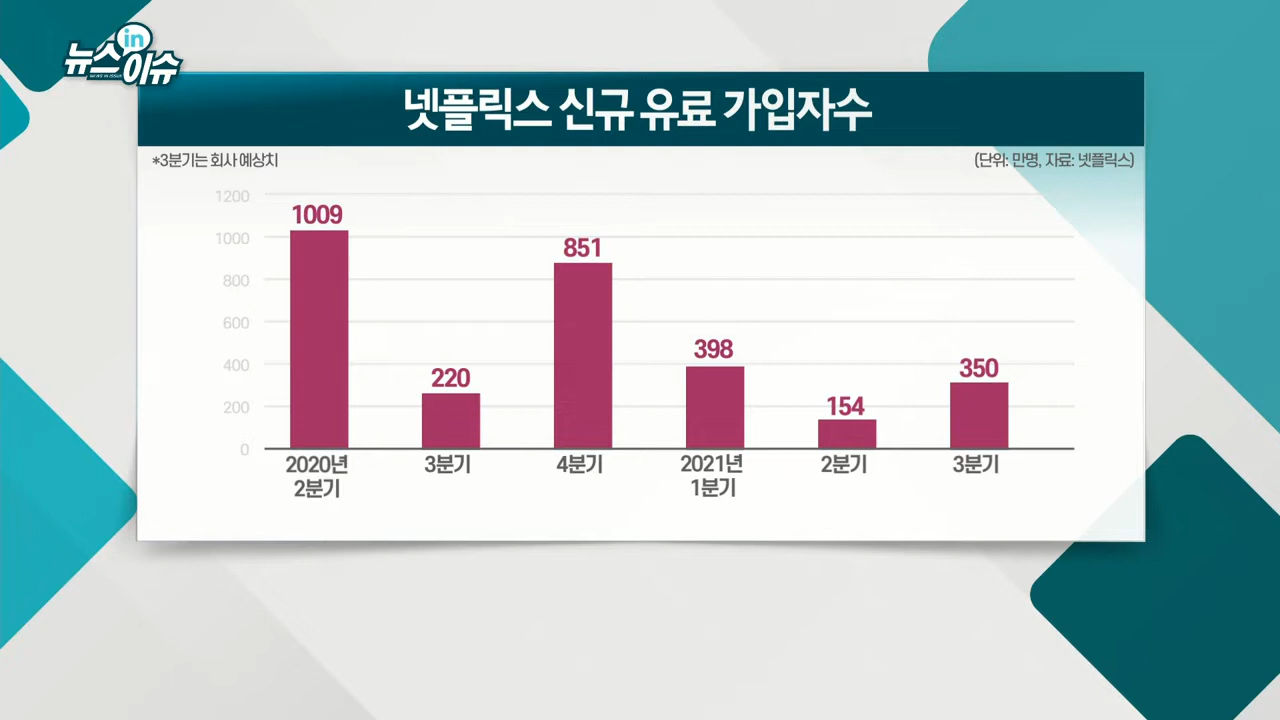 뉴스in이슈
NEWS IN ISSUE
넷플릭스 신규 유료 가입자수
*3분기는 회사 예상치
(단위: 만명, 자료: 넷플릭스)
1200
1000
800
600
400
200
0
1009
220
851
398
154
350
2020년
2분기
3분기
4분기
2021년
1분기
2분기
3분기